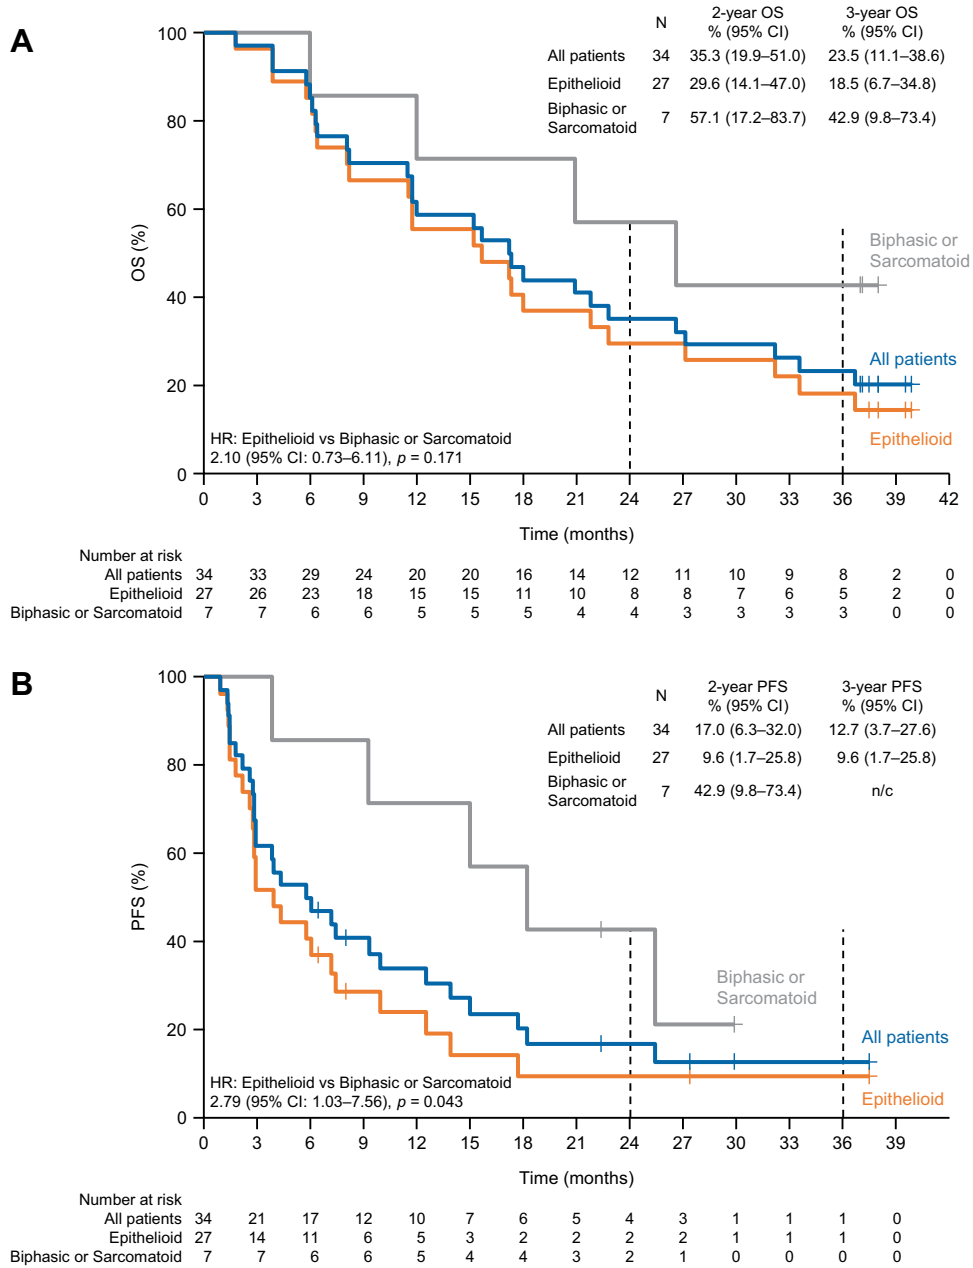 A
N
2-year OS
% (95% CI)
3-year OS
% (95% CI)
All patients 34 35.3 (19.9–51.0) 23.5 (11.1–38.6)
Epithelioid 27 29.6 (14.1–47.0) 18.5 (6.7–34.8)
Biphasic or
Sarcomatoid 7 57.1 (17.2–83.7) 42.9 (9.8–73.4)
100
80
60
40
20
0
OS (%)
Biphasic or
Sarcomatoid
All patients
Epithelioid
HR: Epithelioid vs Biphasic or Sarcomatoid
2.10 (95% CI: 0.73–6.11), p = 0.171
0 3 6 9 12 15 18 21 24 27 30 33 36 39 42
Time (months)
Number at risk
All patients 34 33 29 24 20 20 16 14 12 11 10 9 8 2 0
Epithelioid 27 26 23 18 15 15 11 10 8 8 7 6 5 2 0
Biphasic or Sarcomatoid 7 7 6 6 5 5 5 4 4 3 3 3 3 0 0
B
N
2-year PFS
% (95% CI)
3-year PFS
% (95% CI)
All patients 34 17.0 (6.3–32.0) 12.7 (3.7–27.6)
Epithelioid 27 9.6 (1.7–25.8) 9.6 (1.7–25.8)
Biphasic or
Sarcomatoid 7 42.9 (9.8–73.4) n/c
100
80
60
40
20
0
PFS (%)
Biphasic or
Sarcomatoid
All patients
Epithelioid
HR: Epithelioid vs Biphasic or Sarcomatoid
2.79 (95% CI: 1.03–7.56), p = 0.043
0 3 6 9 12 15 18 21 24 27 30 33 36 39
Time (months)
Number at risk
All patients 34 21 17 12 10 7 6 5 4 3 1 1 1 0
Epithelioid 27 14 11 6 5 3 2 2 2 2 1 1 1 0
Biphasic or Sarcomatoid 7 7 6 6 5 4 4 3 2 1 0 0 0 0